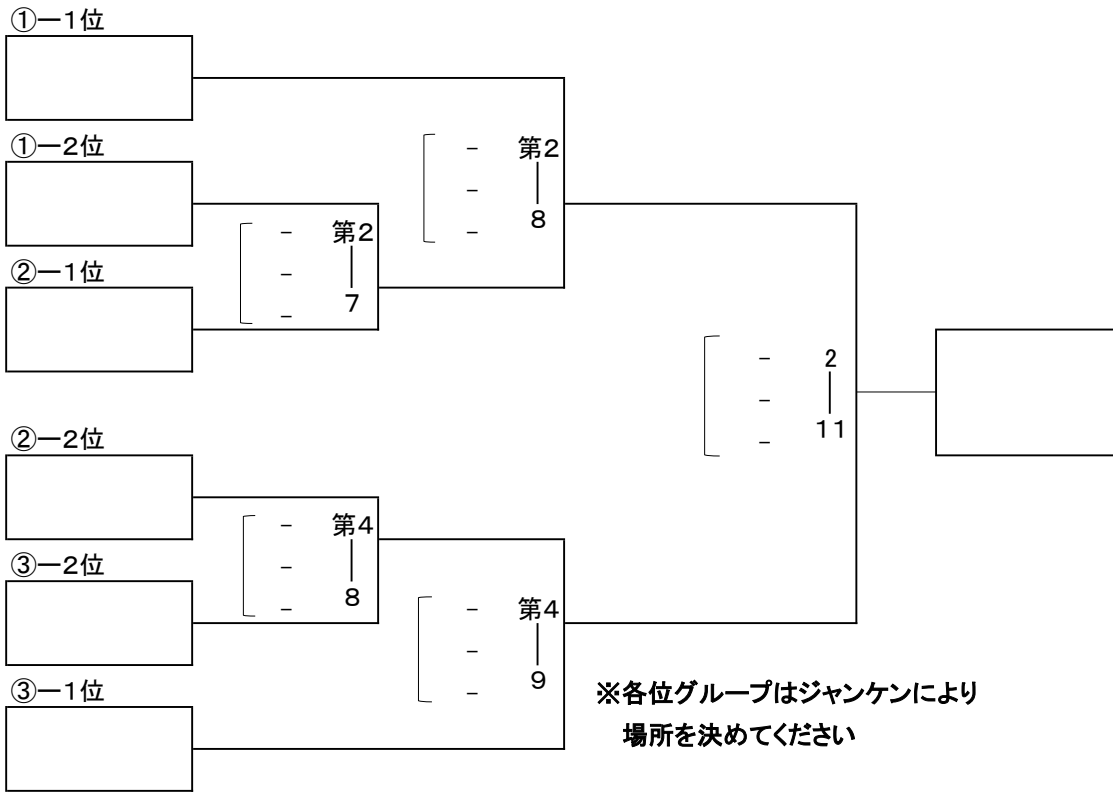 ①ー1位
①ー2位
－ 第2
－
－ 8
－ 第2
－
－ 7
②ー1位
－ 2
－
－ 11
②ー2位
－ 第4
－
－ 8
③ー2位
－ 第4
－
－ 9
③ー1位
※各位グループはジャンケンにより
場所を決めてください